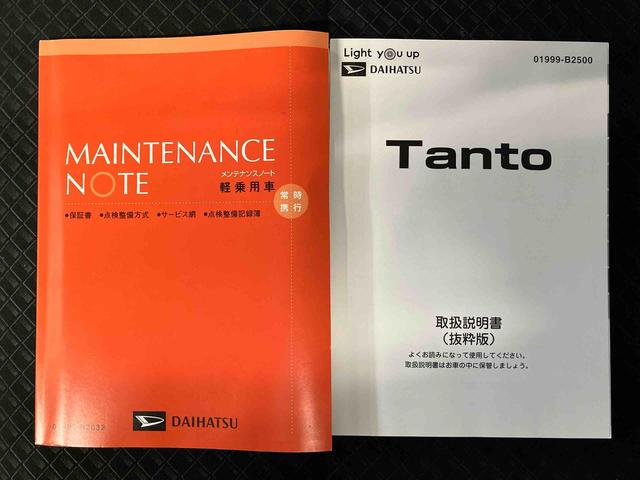 MAINTENANCE
NOTE
メンテナンスノート
軽乗用車
常時
携行
●保証書 ●点検整備方式 ●サービス網 ●点検整備記録簿
DAIHATSU
Light you up
DAIHATSU
01999-B2500
Tanto
取扱説明書
(抜粋版)
よくお読みになって使用してください。
取扱説明書はお車の中に保管しましょう。